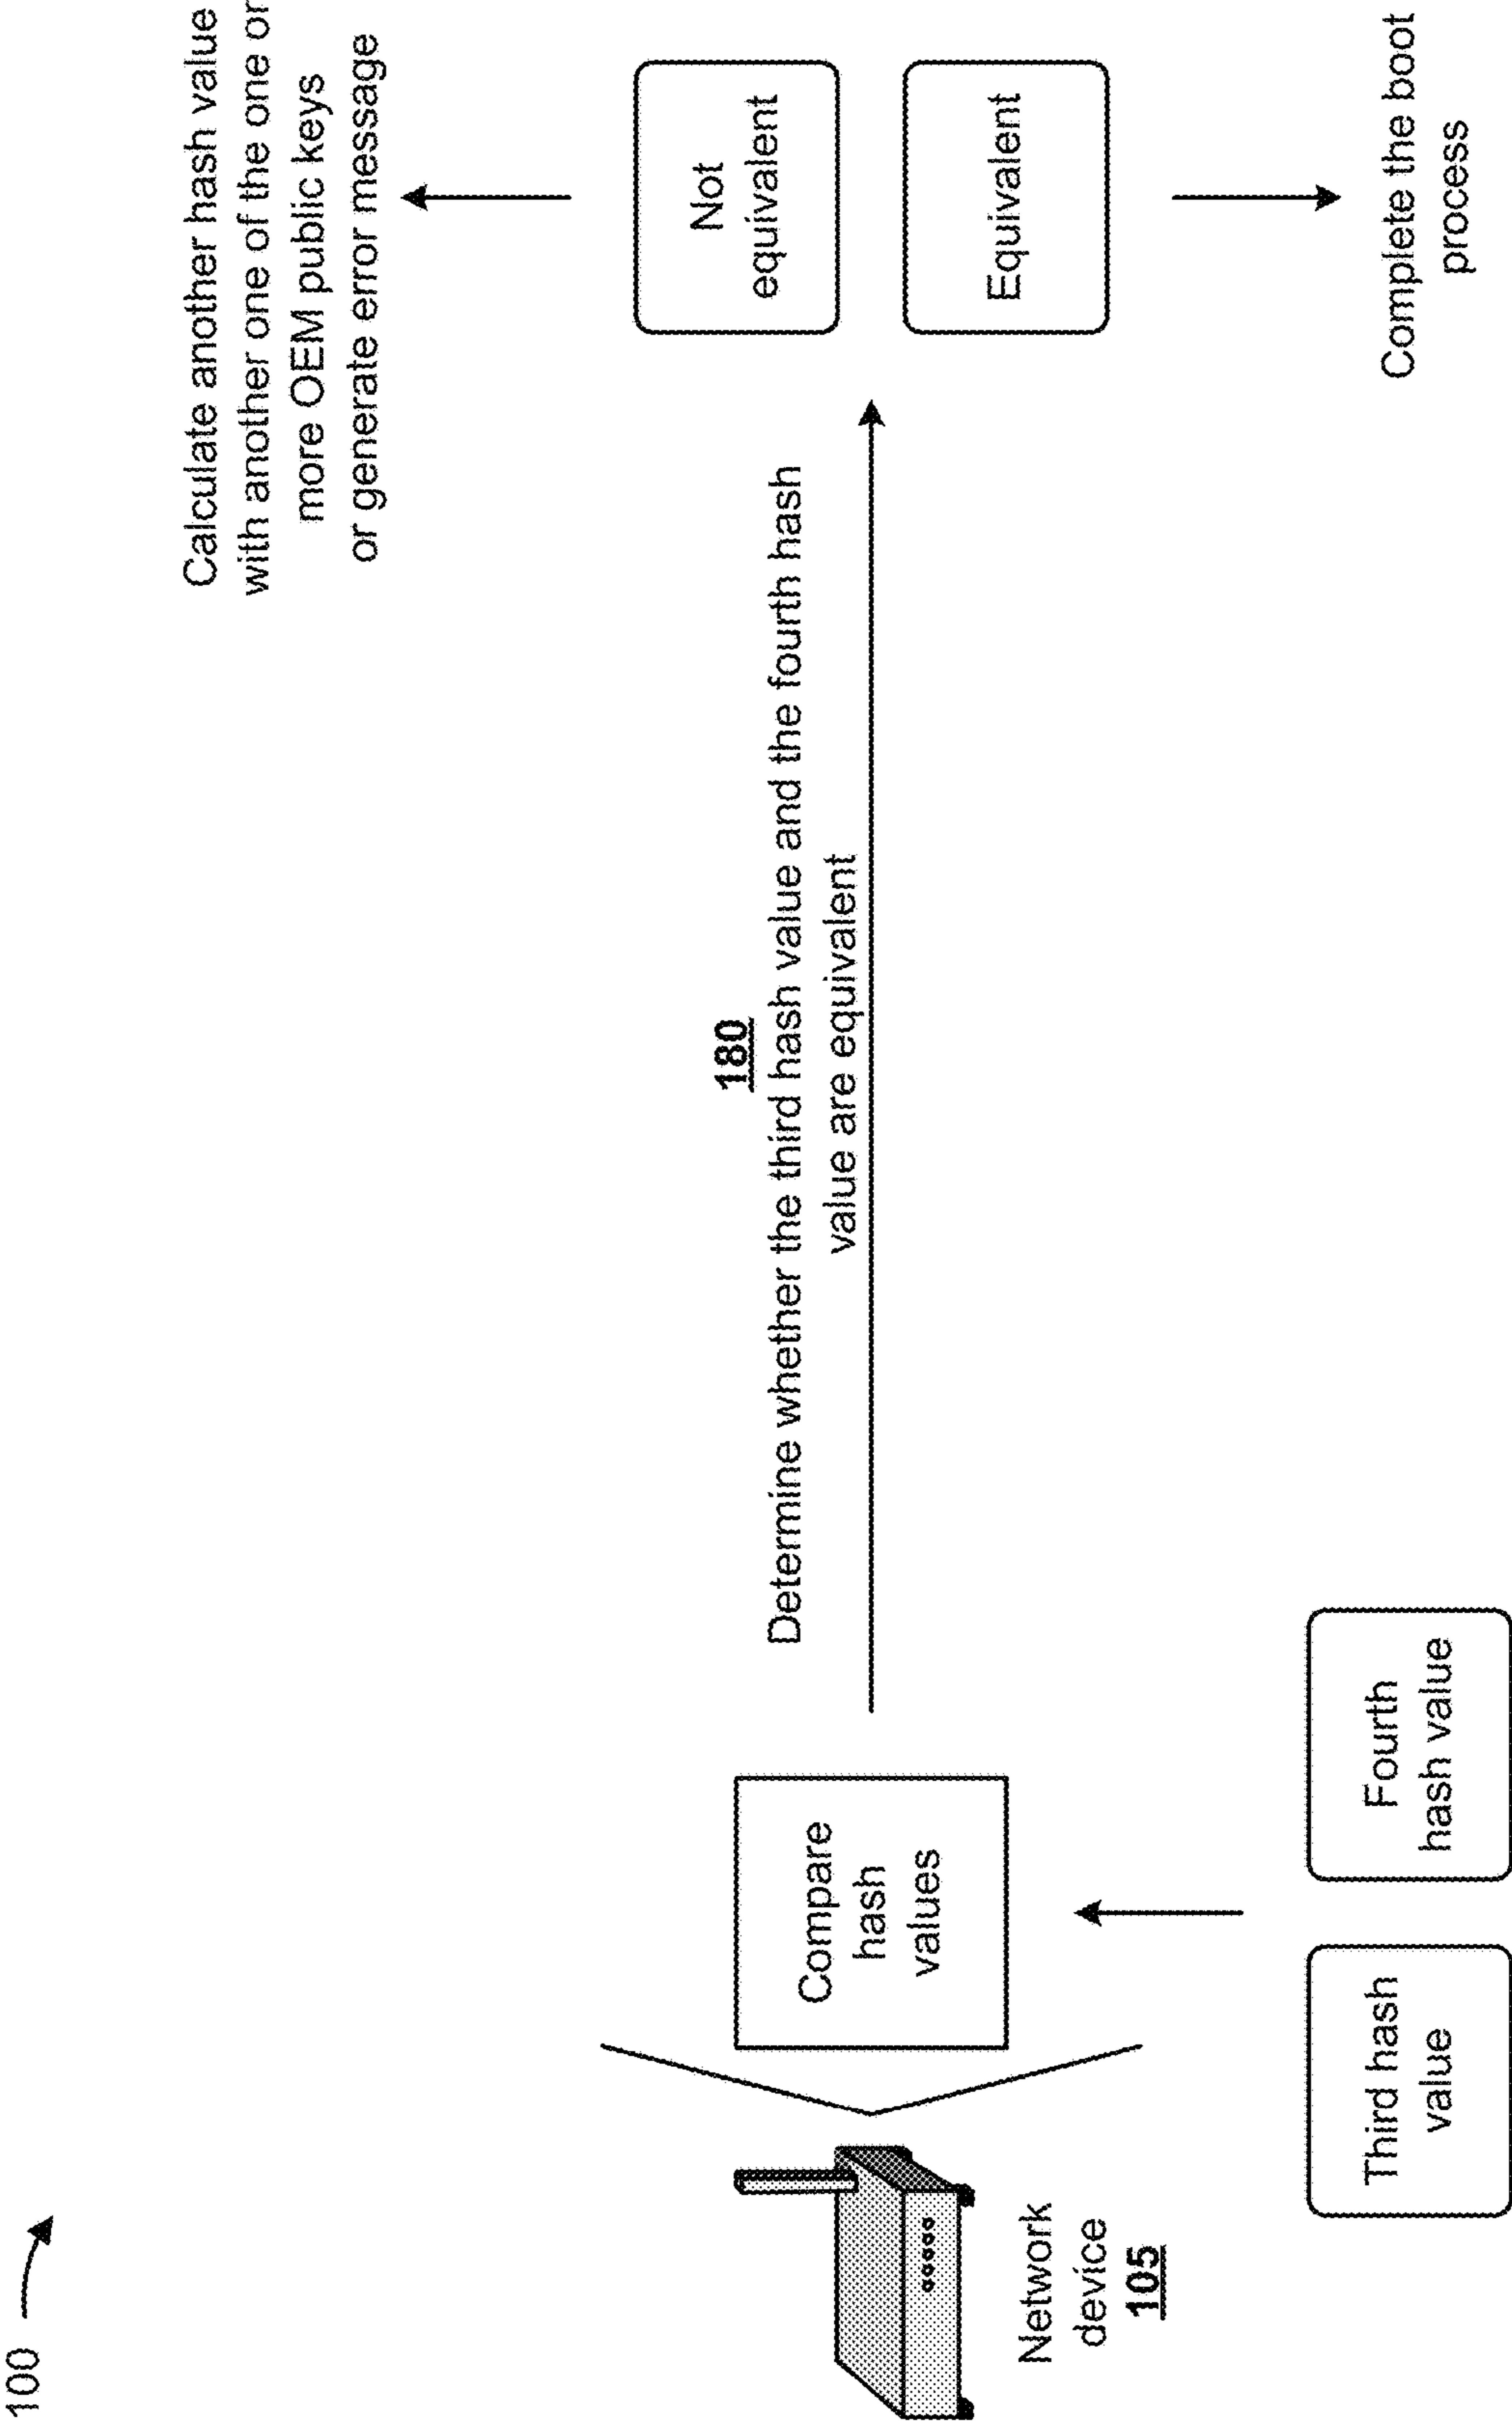 100
Calculate another hash value
with another one of the one or
more OEM public keys
or generate error message
Not
equivalent
Equivalent
Complete the boot
process
180
Determine whether the third hash value and the fourth hash
value are equivalent
Compare
hash
values
Network
device
105
Third hash
value
Fourth
hash value